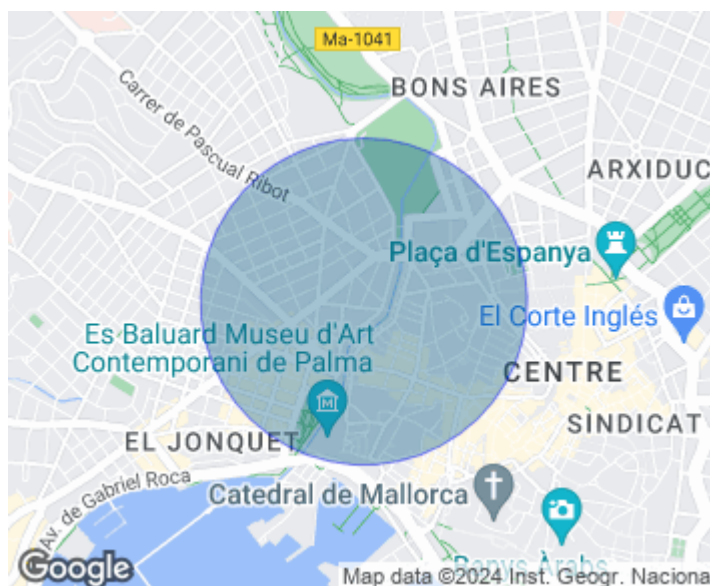 Ma-1041
BONS AIRES
Carrer de Pascual Ribot
ARXIDUC
Plaça d'Espanya
El Corte Inglés
Es Baluard Museu d'Art
Contemporani de Palma
CENTRE
SINDICAT
EL JONQUET
Av. de Gabriel Roca
Catedral de Mallorca
Banys Àrabs
Google
Map data ©2024 Inst. Geogr. Naciona